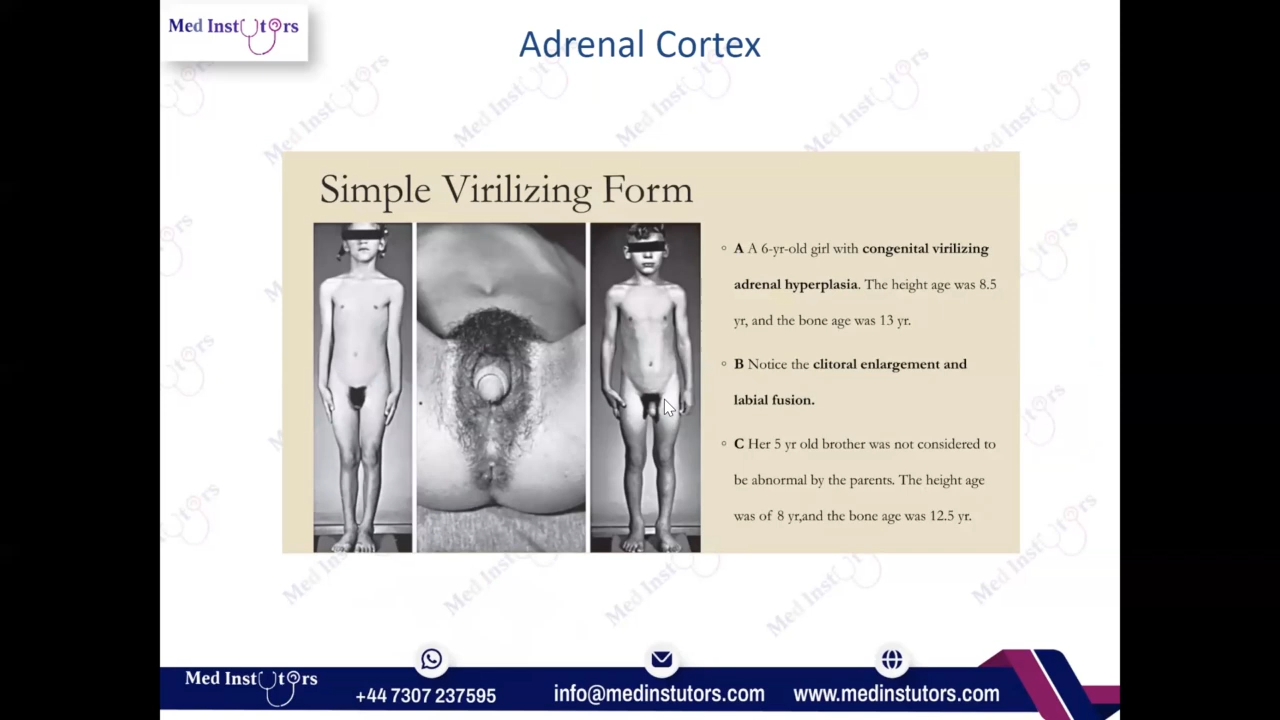 Med Instutors
Adrenal Cortex
Simple Virilizing Form
A A 6-yr-old girl with congenital virilizing
adrenal hyperplasia. The height age was 8.5
yr, and the bone age was 13 yr.
B Notice the clitoral enlargement and
labial fusion.
C Her 5 yr old brother was not considered to
be abnormal by the parents. The height age
was of 8 yr,and the bone age was 12.5 yr.
Med Instutors
+44 7307 237595
info@medinstutors.com
www.medinstutors.com